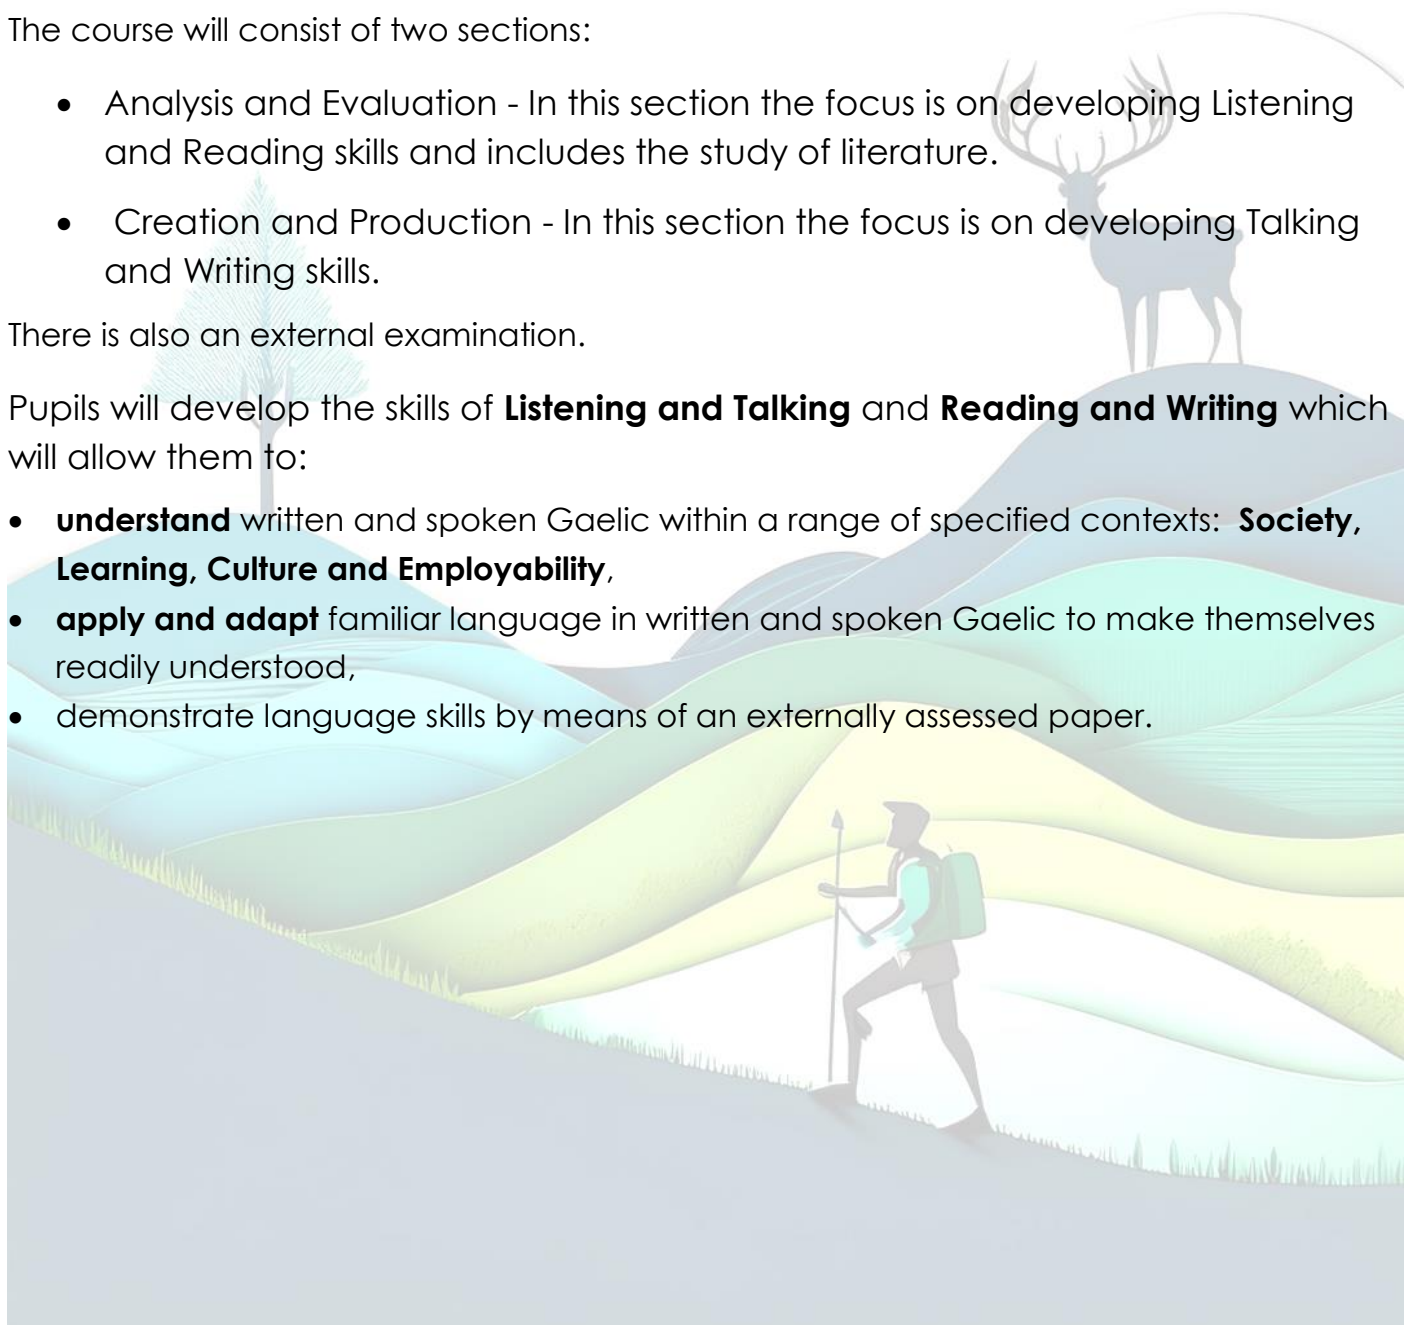 The course will consist of two sections:
• Analysis and Evaluation - In this section the focus is on developing Listening
and Reading skills and includes the study of literature.
• Creation and Production - In this section the focus is on developing Talking
and Writing skills.
There is also an external examination.
Pupils will develop the skills of Listening and Talking and Reading and Writing which
will allow them to:
• understand written and spoken Gaelic within a range of specified contexts: Society,
Learning, Culture and Employability,
• apply and adapt familiar language in written and spoken Gaelic to make themselves
readily understood,
• demonstrate language skills by means of an externally assessed paper.